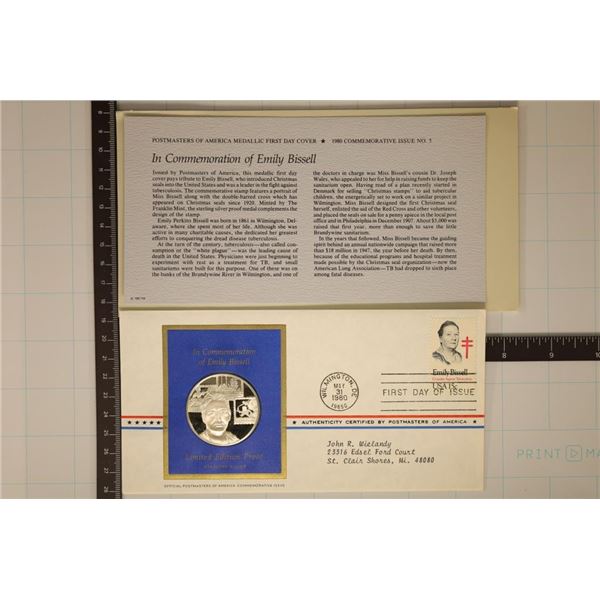 POSTMASTERS OF AMERICA MEDALLIC FIRST DAY COVER ★ 1980 COMMEMORATIVE ISSUE NO. 5
In Commemoration of Emily Bissell
Issued by Postmasters of America, this medallic first day
cover pays tribute to Emily Bissell, who introduced Christmas
seals into the United States and was a leader in the fight against
tuberculosis. The commemorative stamp features a portrait of
Miss Bissell along with the double-barred cross which has
appeared on Christmas seals since 1920. Minted by The
Franklin Mint, the sterling silver proof medal complements the
design of the stamp.
Emily Perkins Bissell was born in 1861 in Wilmington, Del-
aware, where she spent most of her life. Although she was
active in many charitable causes, she dedicated her greatest
efforts to conquering the dread disease tuberculosis.
At the turn of the century, tuberculosis—also called con-
sumption or the "white plague"—was the leading cause of
death in the United States. Physicians were just beginning to
experiment with rest as a treatment for TB, and small
sanitariums were built for this purpose. One of these was on
the banks of the Brandywine River in Wilmington, and one of
the doctors in charge was Miss Bissell's cousin Dr. Joseph
Wales, who appealed to her for help in raising funds to keep the
sanitarium open. Having read of a plan recently started in
Denmark for selling "Christmas stamps" to aid tubercular
children, she energetically set to work on a similar project in
Wilmington. Miss Bissell designed the first Christmas seal
herself, enlisted the aid of the Red Cross and other volunteers,
and placed the seals on sale for a penny apiece in the local post
office and in Philadelphia in December 1907. About $3,000 was
raised that first year, more than enough to save the little
Brandywine sanitarium.
In the years that followed, Miss Bissell became the guiding
spirit behind an annual nationwide campaign that raised more
than $18 million in 1947, the year before her death. By then,
because of the educational programs and hospital treatment
made possible by the Christmas seal organization—now the
American Lung Association—TB had dropped to sixth place
among fatal diseases.
In Commemoration
of Emily Bissell
Limited Edition Proof
STERLING SILVER
OFFICIAL POSTMASTERS OF AMERICA COMMEMORATIVE ISSUE
WILMINGTON, DE
MAY
31
1980
19850
FIRST DAY OF ISSUE
Emily Bissell
Crusader Against Tuberculosis
USA 15c
AUTHENTICITY CERTIFIED BY POSTMASTERS OF AMERICA
John R. Wielandy
23316 Edsel Ford Court
St. Clair Shores, Mi. 48080
8
9
10
PRINT MA